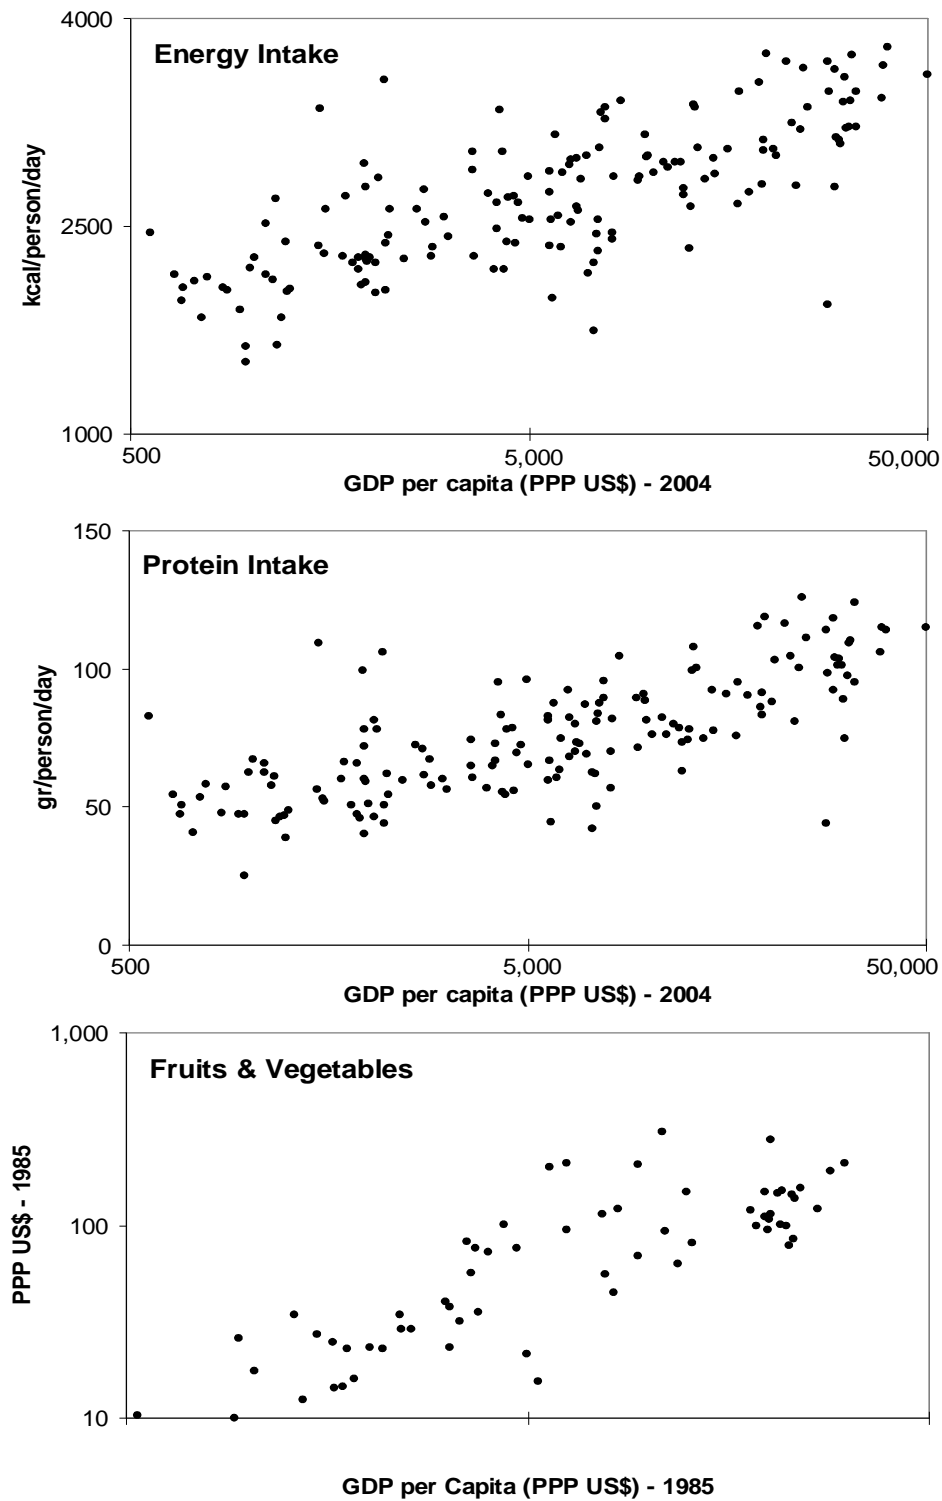 4000
Energy Intake
kcal/person/day
2500
1000
500
5,000
50,000
GDP per capita (PPP US$) - 2004
150
Protein Intake
gr/person/day
100
50
0
500
5,000
50,000
GDP per capita (PPP US$) - 2004
1,000
Fruits & Vegetables
PPP US$ - 1985
100
10
GDP per Capita (PPP US$) - 1985